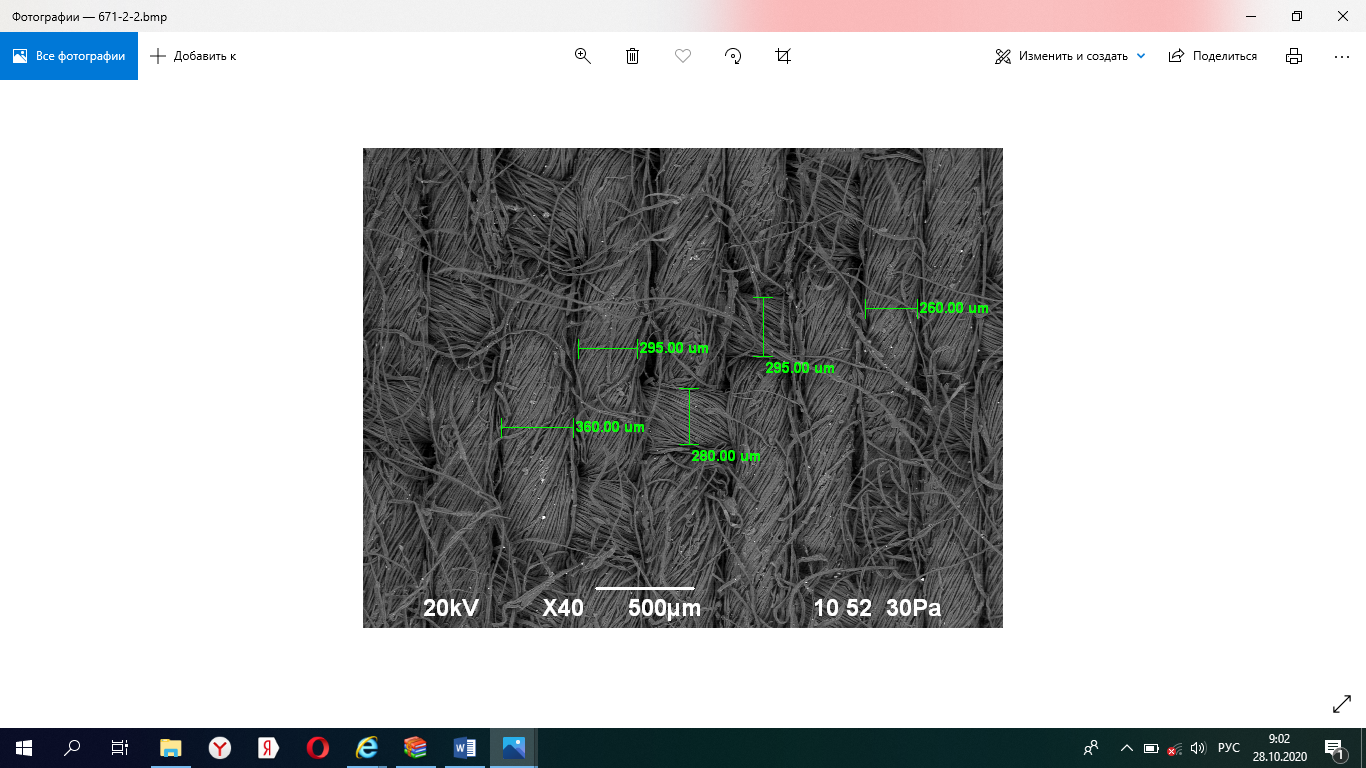 Фотографии — 671-2-2.bmp
Все фотографии
Добавить к
Изменить и создать
Поделиться
260.00 um
295.00 um
295.00 um
360.00 um
280.00 um
20kV X40 500µm 10 52 30Pa
РУС
9:02
28.10.2020
1